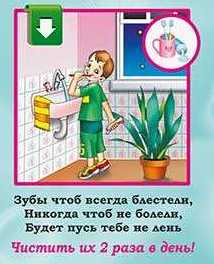 Зубы чтоб всегда блестели,
Никогда чтоб не болели,
Будет пусть тебе не лень
Чистить их 2 раза в день!